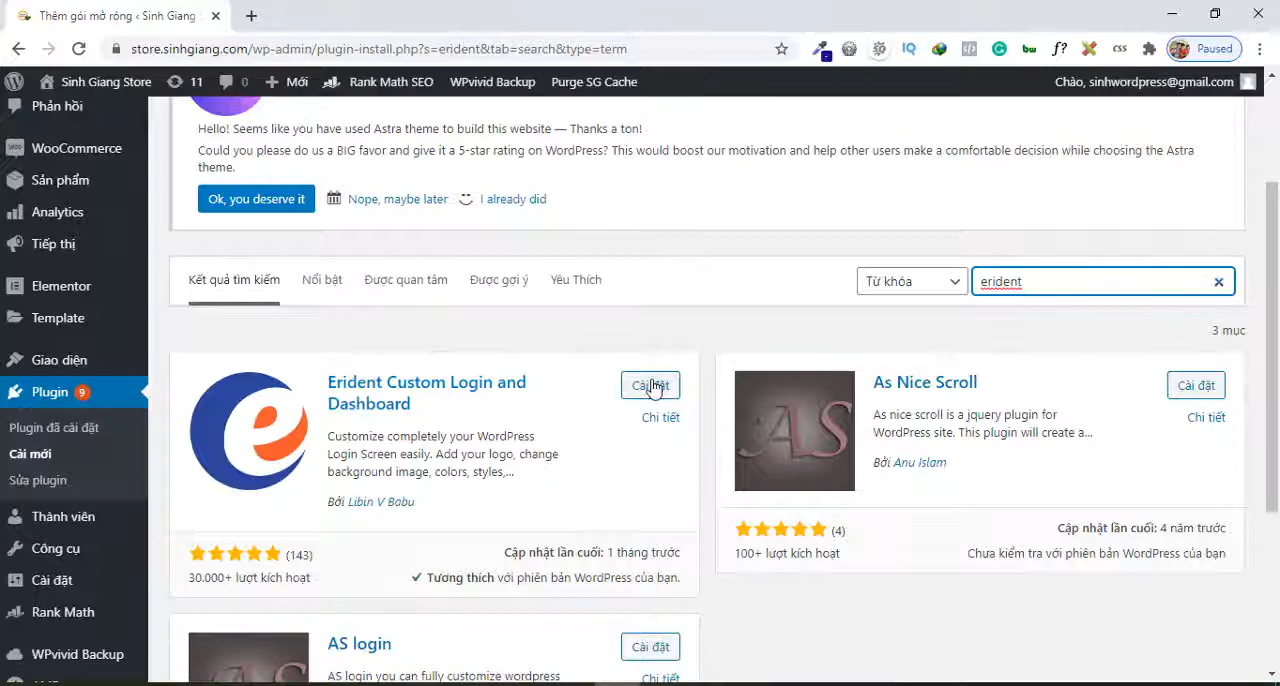 Thêm gói mở rộng ‹ Sinh Giang
store.sinhgiang.com/wp-admin/plugin-install.php?s=erident&tab=search&type=term
Paused
Sinh Giang Store
11
0
Mới
Rank Math SEO
WPvivid Backup
Purge SG Cache
Chào, sinhwordpress@gmail.com
Phản hồi
WooCommerce
Sản phẩm
Analytics
Tiếp thị
Elementor
Template
Giao diện
Plugin 9
Plugin đã cài đặt
Cài mới
Sửa plugin
Thành viên
Công cụ
Cài đặt
Rank Math
WPvivid Backup
Hello! Seems like you have used Astra theme to build this website — Thanks a ton!
Could you please do us a BIG favor and give it a 5-star rating on WordPress? This would boost our motivation and help other users make a comfortable decision while choosing the Astra
theme.
Ok, you deserve it
Nope, maybe later
I already did
Kết quả tìm kiếm
Nổi bật
Được quan tâm
Được gợi ý
Yêu Thích
Từ khóa
erident
3 mục
Erident Custom Login and
Dashboard
Cài đặt
Chi tiết
Customize completely your WordPress
Login Screen easily. Add your logo, change
background image, colors, styles,...
Bởi Libin V Babu
(143)
30.000+ lượt kích hoạt
Cập nhật lần cuối: 1 tháng trước
Tương thích với phiên bản WordPress của bạn.
AS
As Nice Scroll
Cài đặt
Chi tiết
As nice scroll is a jquery plugin for
WordPress site. This plugin will create a...
Bởi Anu Islam
(4)
100+ lượt kích hoạt
Cập nhật lần cuối: 4 năm trước
Chưa kiểm tra với phiên bản WordPress của bạn
AS login
Cài đặt
Chi tiết
AS login you can fully customize wordpress